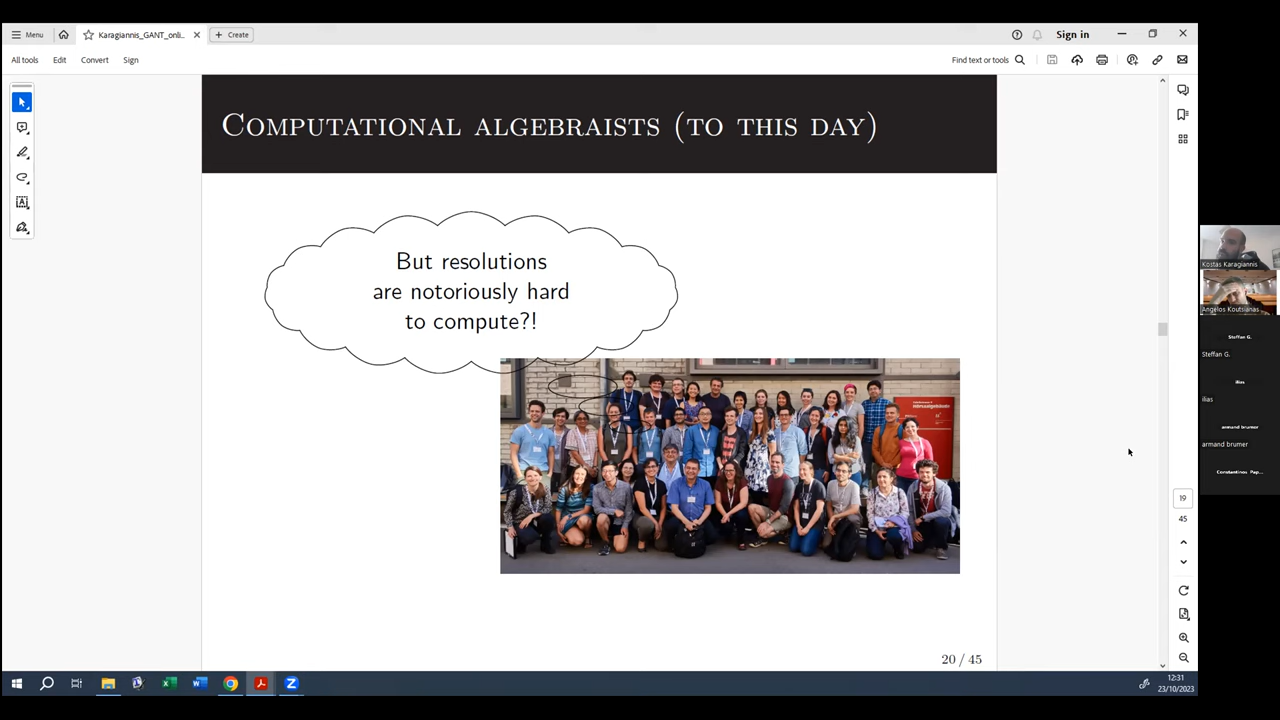 Menu
Karagiannis_GANT_onli...
Create
Sign in
All tools
Edit
Convert
Sign
Find text or tools
COMPUTATIONAL ALGEBRAISTS (TO THIS DAY)
But resolutions
are notoriously hard
to compute?!
20 / 45
19
45
Kostas Karagiannis
Angelos Koutsianas
Steffan G.
Steffan G.
ilias
ilias
armand brumer
armand brumer
Constantinos Pap...
12:31
23/10/2023